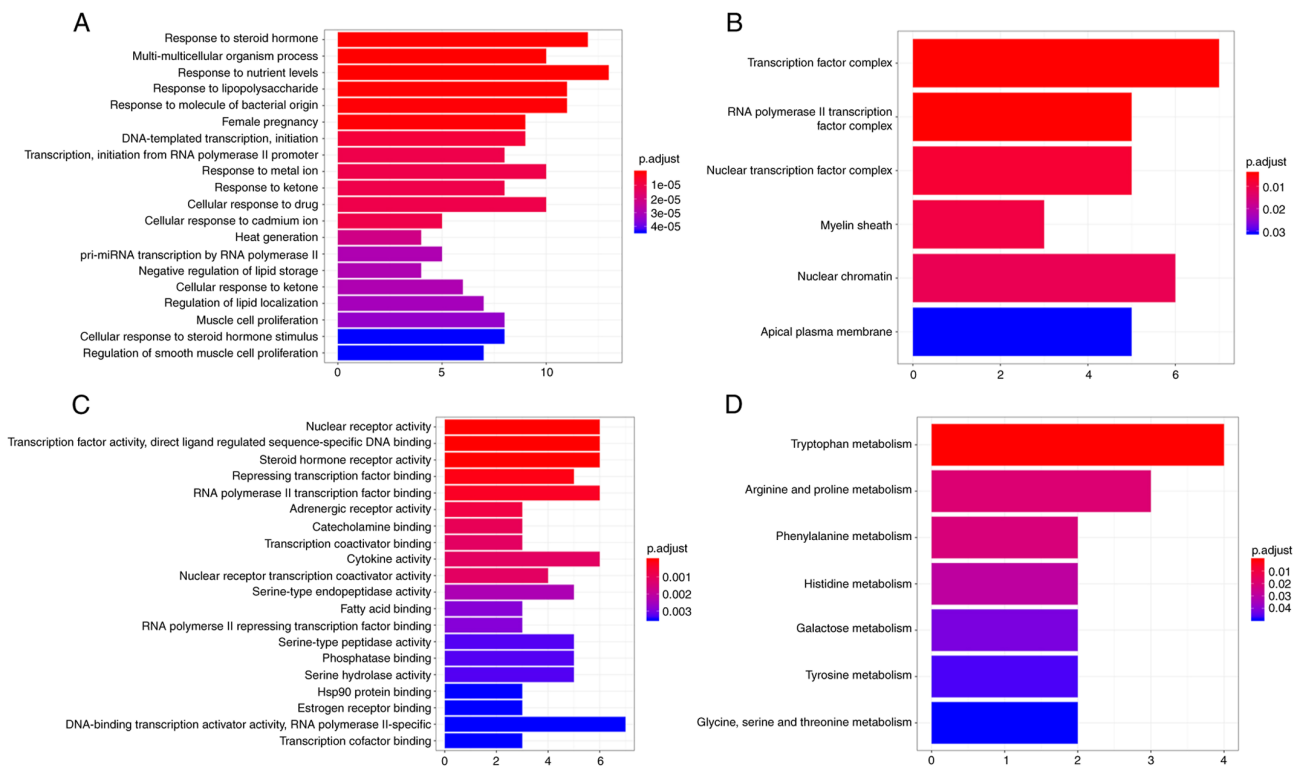 A
Response to steroid hormone
Multi-multicellular organism process
Response to nutrient levels
Response to lipopolysaccharide
Response to molecule of bacterial origin
Female pregnancy
DNA-templated transcription, initiation
Transcription, initiation from RNA polymerase II promoter
Response to metal ion
Response to ketone
Cellular response to drug
Cellular response to cadmium ion
Heat generation
pri-miRNA transcription by RNA polymerase II
Negative regulation of lipid storage
Cellular response to ketone
Regulation of lipid localization
Muscle cell proliferation
Cellular response to steroid hormone stimulus
Regulation of smooth muscle cell proliferation
0 5 10
p.adjust
1e-05
2e-05
3e-05
4e-05
B
Transcription factor complex
RNA polymerase II transcription
factor complex
Nuclear transcription factor complex
Myelin sheath
Nuclear chromatin
Apical plasma membrane
0 2 4 6
p.adjust
0.01
0.02
0.03
C
Nuclear receptor activity
Transcription factor activity, direct ligand regulated sequence-specific DNA binding
Steroid hormone receptor activity
Repressing transcription factor binding
RNA polymerase II transcription factor binding
Adrenergic receptor activity
Catecholamine binding
Transcription coactivator binding
Cytokine activity
Nuclear receptor transcription coactivator activity
Serine-type endopeptidase activity
Fatty acid binding
RNA polymerse II repressing transcription factor binding
Serine-type peptidase activity
Phosphatase binding
Serine hydrolase activity
Hsp90 protein binding
Estrogen receptor binding
DNA-binding transcription activator activity, RNA polymerase II-specific
Transcription cofactor binding
0 2 4 6
p.adjust
0.001
0.002
0.003
D
Tryptophan metabolism
Arginine and proline metabolism
Phenylalanine metabolism
Histidine metabolism
Galactose metabolism
Tyrosine metabolism
Glycine, serine and threonine metabolism
0 1 2 3 4
p.adjust
0.01
0.02
0.03
0.04